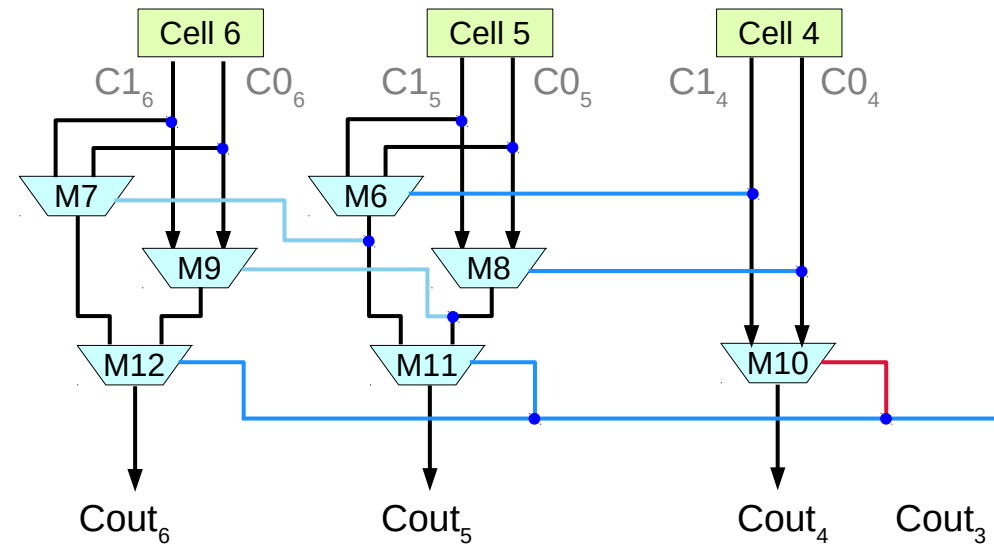 Cell 6
Cell 5
Cell 4
C1₆
C0₆
C1₅
C0₅
C1₄
C0₄
M7
M6
M9
M8
M12
M11
M10
Cout₆
Cout₅
Cout₄
Cout₃